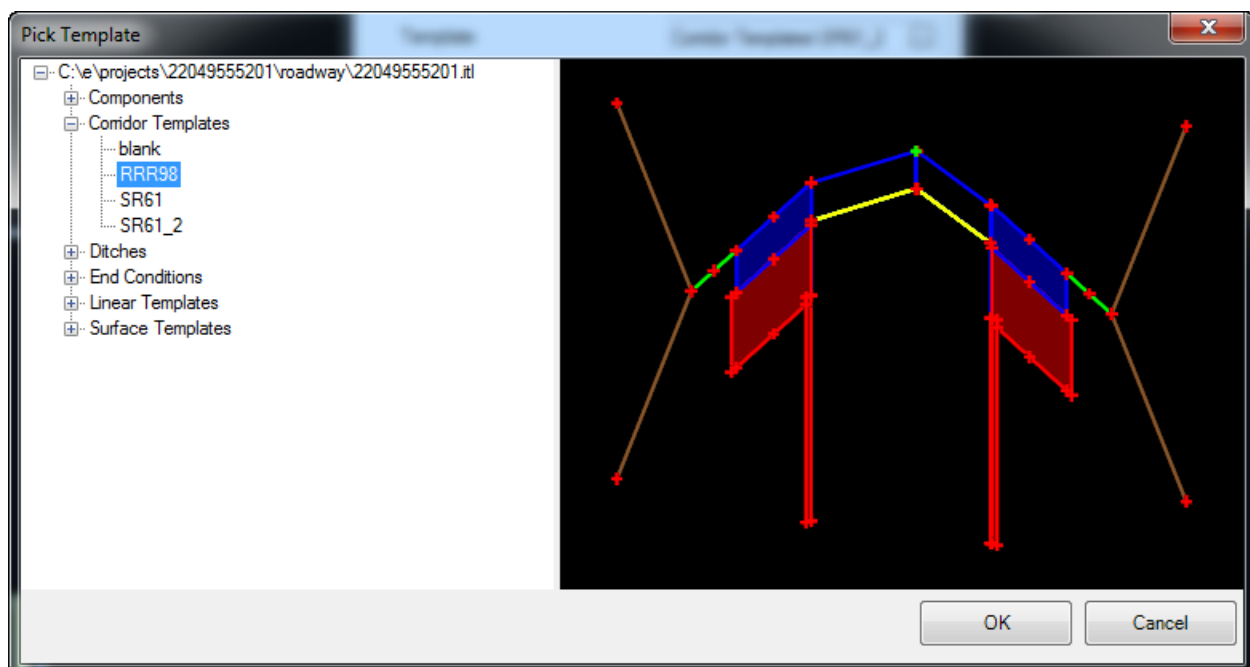 Pick Template
Template
C:\e\projects\22049555201\roadway\22049555201.itl
Components
Corridor Templates
blank
RRR98
SR61
SR61_2
Ditches
End Conditions
Linear Templates
Surface Templates
OK
Cancel